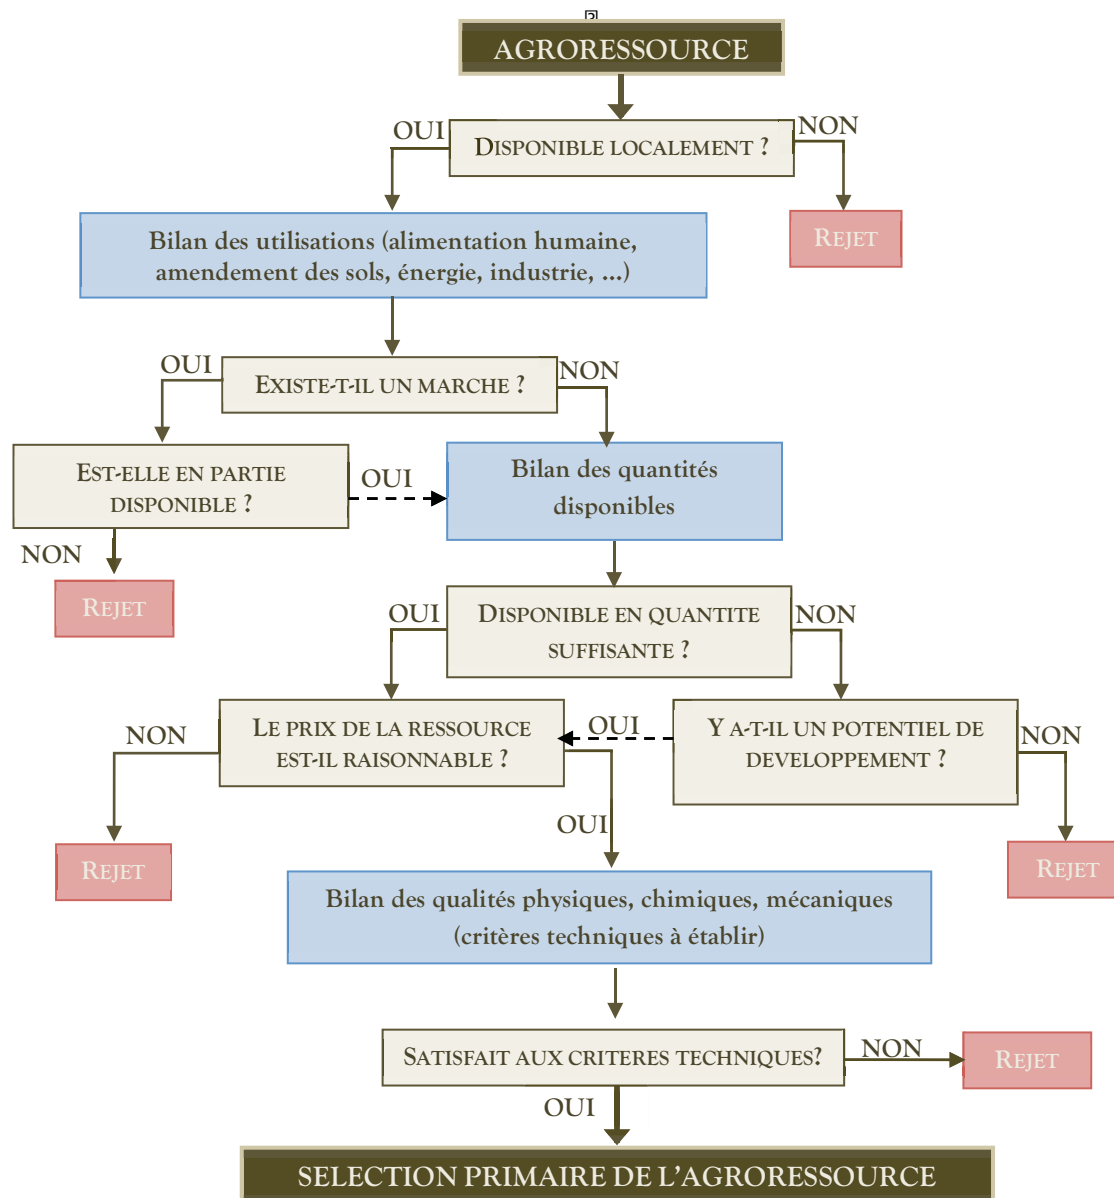 AGRORESSOURCE
OUI
NON
DISPONIBLE LOCALEMENT ?
REJET
Bilan des utilisations (alimentation humaine,
amendement des sols, énergie, industrie, ...)
OUI
NON
EXISTE-T-IL UN MARCHE ?
EST-ELLE EN PARTIE
DISPONIBLE ?
OUI
Bilan des quantités
disponibles
NON
REJET
OUI
DISPONIBLE EN QUANTITE
SUFFISANTE ?
NON
NON
LE PRIX DE LA RESSOURCE
EST-IL RAISONNABLE ?
OUI
Y A-T-IL UN POTENTIEL DE
DEVELOPPEMENT ?
NON
OUI
REJET
REJET
Bilan des qualités physiques, chimiques, mécaniques
(critères techniques à établir)
SATISFAIT AUX CRITERES TECHNIQUES?
NON
REJET
OUI
SELECTION PRIMAIRE DE L'AGRORESSOURCE